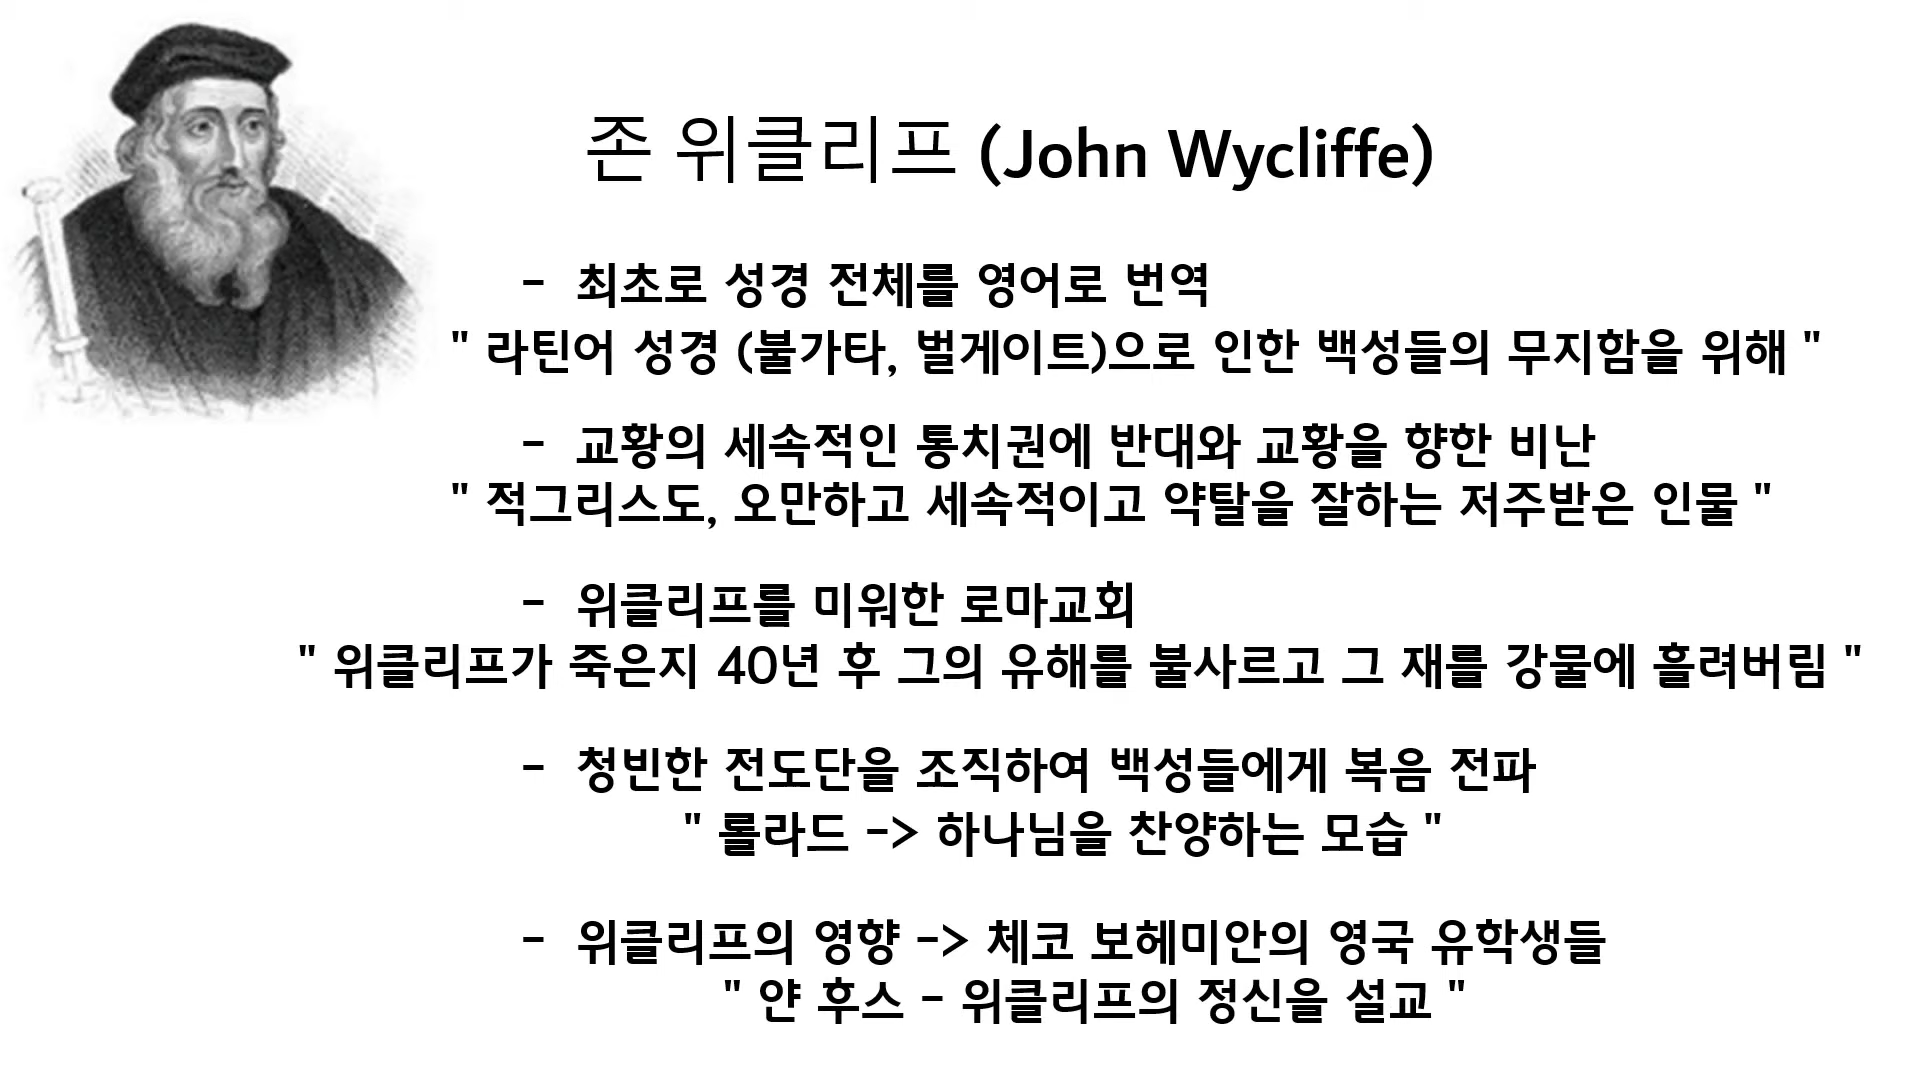 존 위클리프 (John Wycliffe)
- 최초로 성경 전체를 영어로 번역
" 라틴어 성경 (불가타, 벌게이트)으로 인한 백성들의 무지함을 위해 "
- 교황의 세속적인 통치권에 반대와 교황을 향한 비난
" 적그리스도, 오만하고 세속적이고 약탈을 잘하는 저주받은 인물 "
- 위클리프를 미워한 로마교회
" 위클리프가 죽은지 40년 후 그의 유해를 불사르고 그 재를 강물에 흘려버림 "
- 청빈한 전도단을 조직하여 백성들에게 복음 전파
" 롤라드 -> 하나님을 찬양하는 모습 "
- 위클리프의 영향 -> 체코 보헤미안의 영국 유학생들
" 얀 후스 - 위클리프의 정신을 설교 "